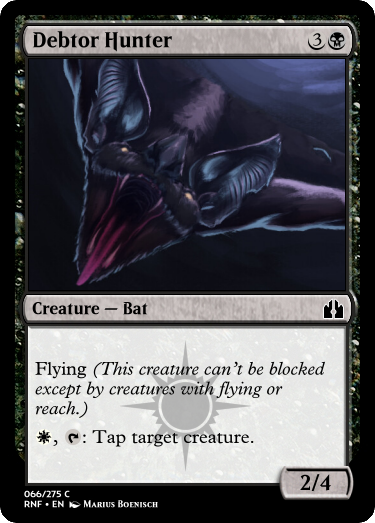 Debtor Hunter 3
Creature — Bat
Flying (This creature can't be blocked
except by creatures with flying or
reach.)
, : Tap target creature.
2/4
066/275 C
RNF • EN Marius Boenisch